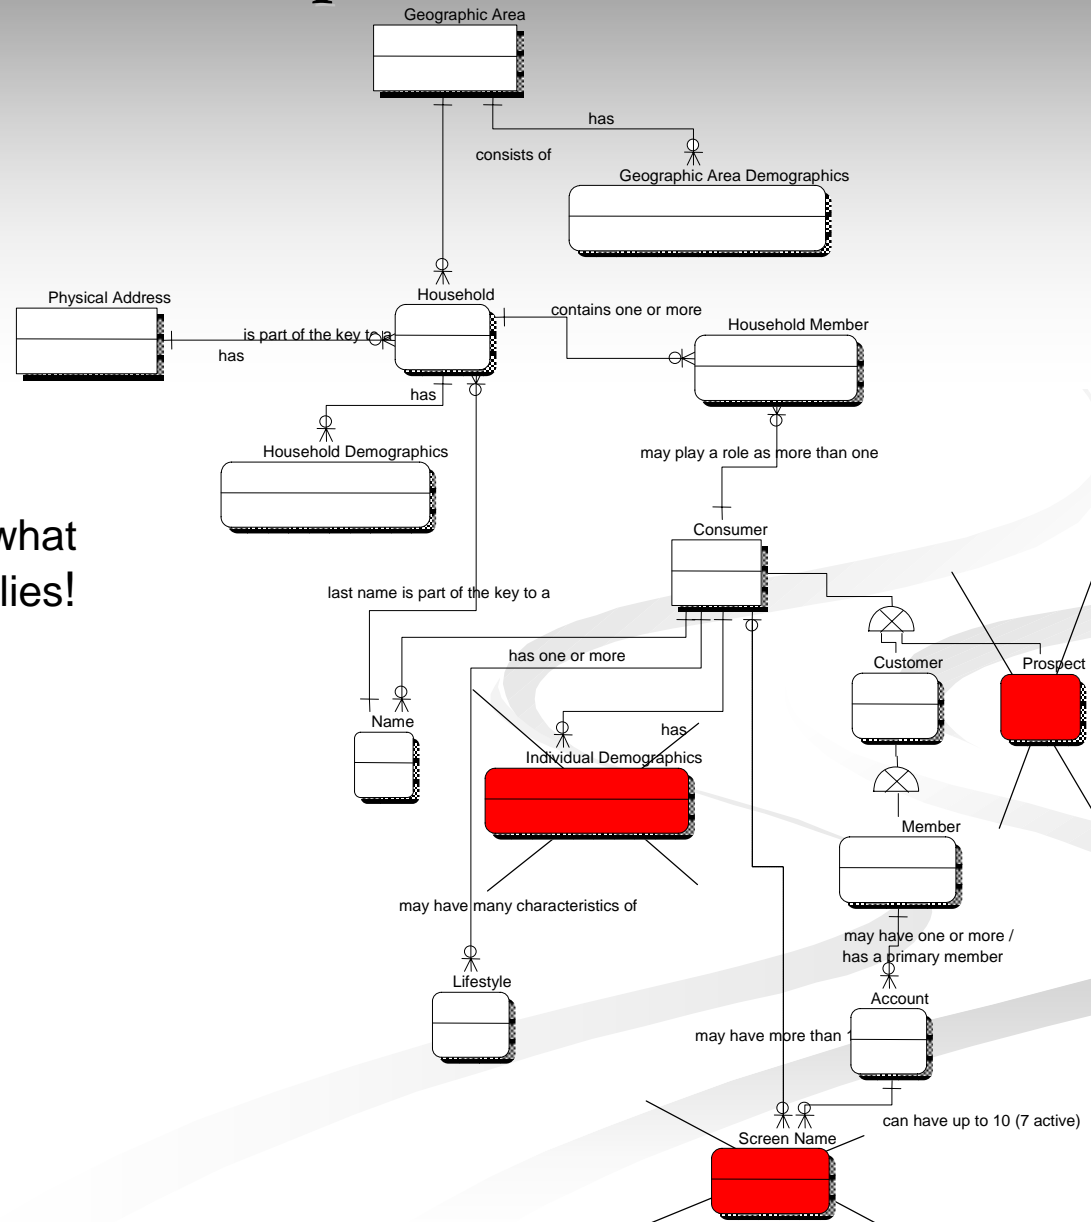 Geographic Area
has
consists of
Geographic Area Demographics
Physical Address
Household
is part of the key to a
has
contains one or more
Household Member
has
Household Demographics
may play a role as more than one
what
lies!
Consumer
last name is part of the key to a
has one or more
Customer
Prospect
Name
has
Individual Demographics
Member
may have many characteristics of
may have one or more /
has a primary member
Lifestyle
Account
may have more than
can have up to 10 (7 active)
Screen Name